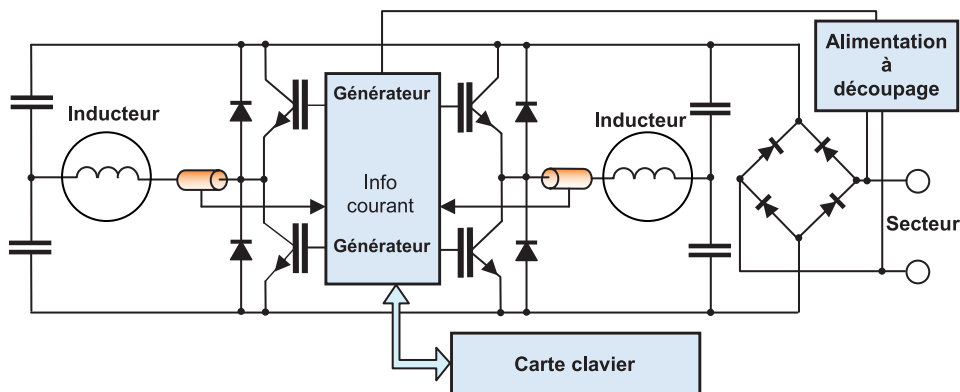 Alimentation
à
découpage
Inducteur
Générateur
Inducteur
Info
courant
Générateur
Secteur
Carte clavier